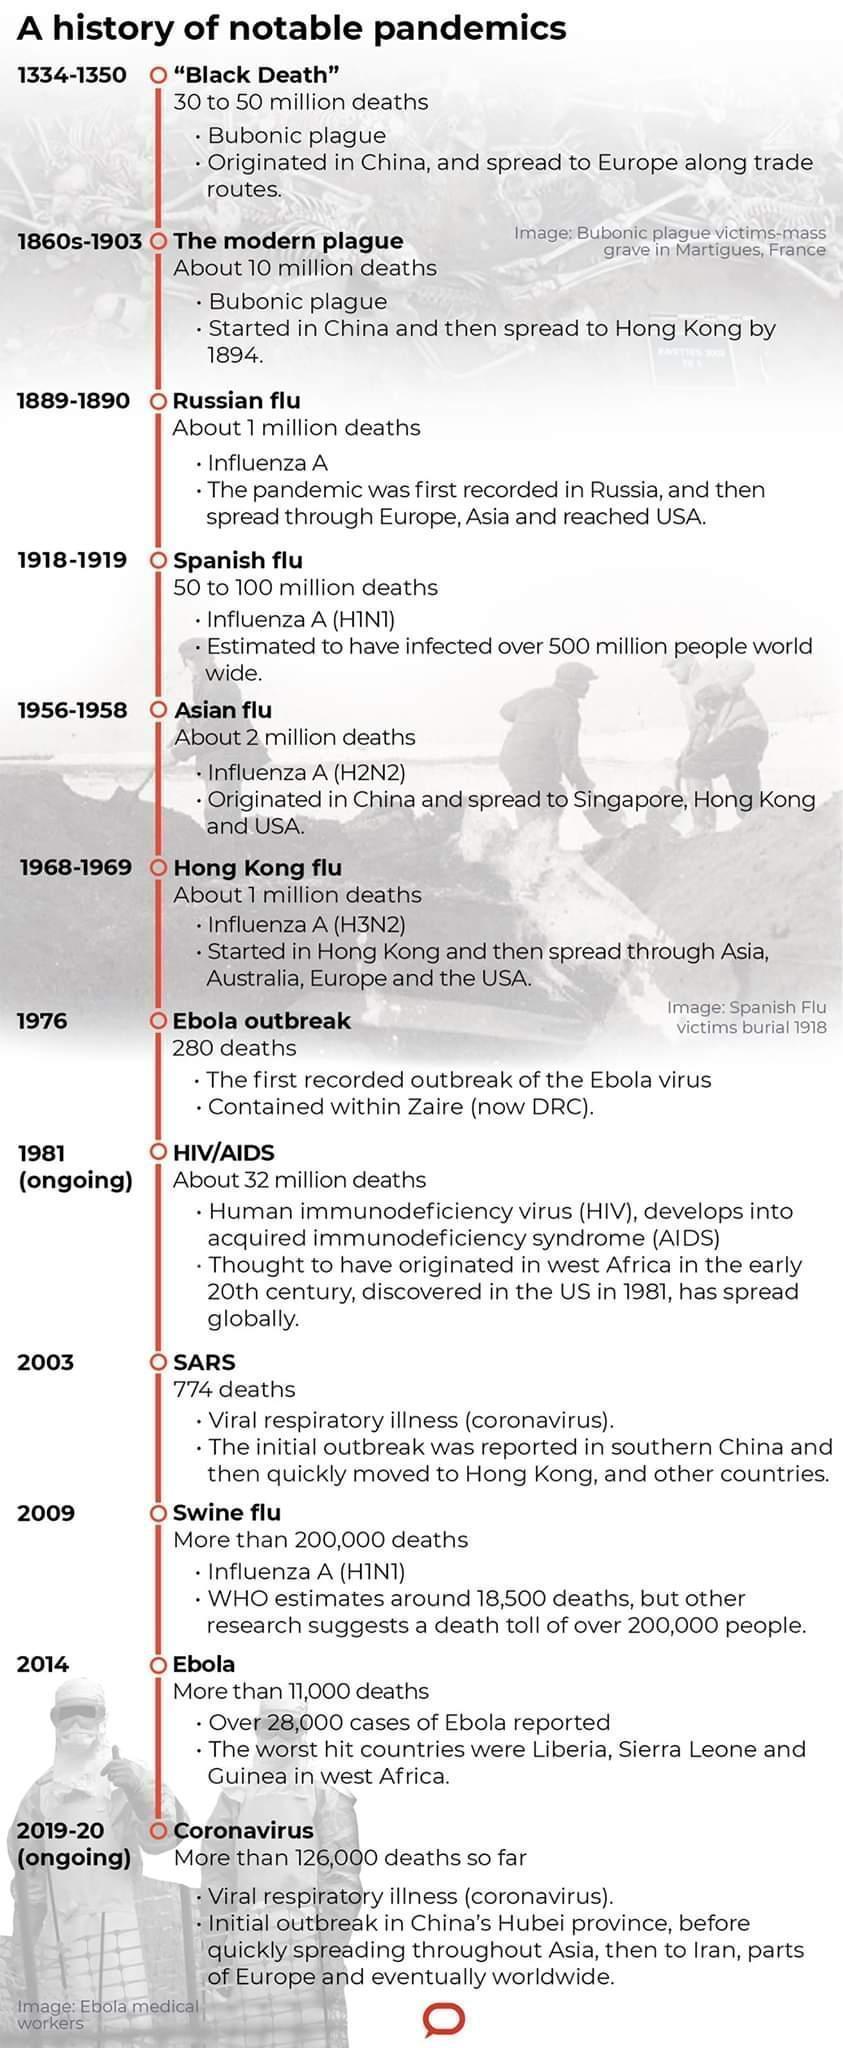 A history of notable pandemics
1334-1350
“Black Death”
30 to 50 million deaths
• Bubonic plague
• Originated in China, and spread to Europe along trade
routes.
Image: Bubonic plague victims-mass
grave in Martigues, France
1860s-1903
The modern plague
About 10 million deaths
• Bubonic plague
• Started in China and then spread to Hong Kong by
1894.
1889-1890
Russian flu
About 1 million deaths
• Influenza A
• The pandemic was first recorded in Russia, and then
spread through Europe, Asia and reached USA.
1918-1919
Spanish flu
50 to 100 million deaths
• Influenza A (H1N1)
• Estimated to have infected over 500 million people world
wide.
1956-1958
Asian flu
About 2 million deaths
• Influenza A (H2N2)
• Originated in China and spread to Singapore, Hong Kong
and USA.
1968-1969
Hong Kong flu
About 1 million deaths
• Influenza A (H3N2)
• Started in Hong Kong and then spread through Asia,
Australia, Europe and the USA.
Image: Spanish Flu
victims burial 1918
1976
Ebola outbreak
280 deaths
• The first recorded outbreak of the Ebola virus
• Contained within Zaire (now DRC).
1981
(ongoing)
HIV/AIDS
About 32 million deaths
• Human immunodeficiency virus (HIV), develops into
acquired immunodeficiency syndrome (AIDS)
• Thought to have originated in west Africa in the early
20th century, discovered in the US in 1981, has spread
globally.
2003
SARS
774 deaths
• Viral respiratory illness (coronavirus).
• The initial outbreak was reported in southern China and
then quickly moved to Hong Kong, and other countries.
2009
Swine flu
More than 200,000 deaths
• Influenza A (H1N1)
• WHO estimates around 18,500 deaths, but other
research suggests a death toll of over 200,000 people.
2014
Ebola
More than 11,000 deaths
• Over 28,000 cases of Ebola reported
• The worst hit countries were Liberia, Sierra Leone and
Guinea in west Africa.
2019-20
(ongoing)
Coronavirus
More than 126,000 deaths so far
• Viral respiratory illness (coronavirus).
• Initial outbreak in China’s Hubei province, before
quickly spreading throughout Asia, then to Iran, parts
of Europe and eventually worldwide.
Image: Ebola medical
workers